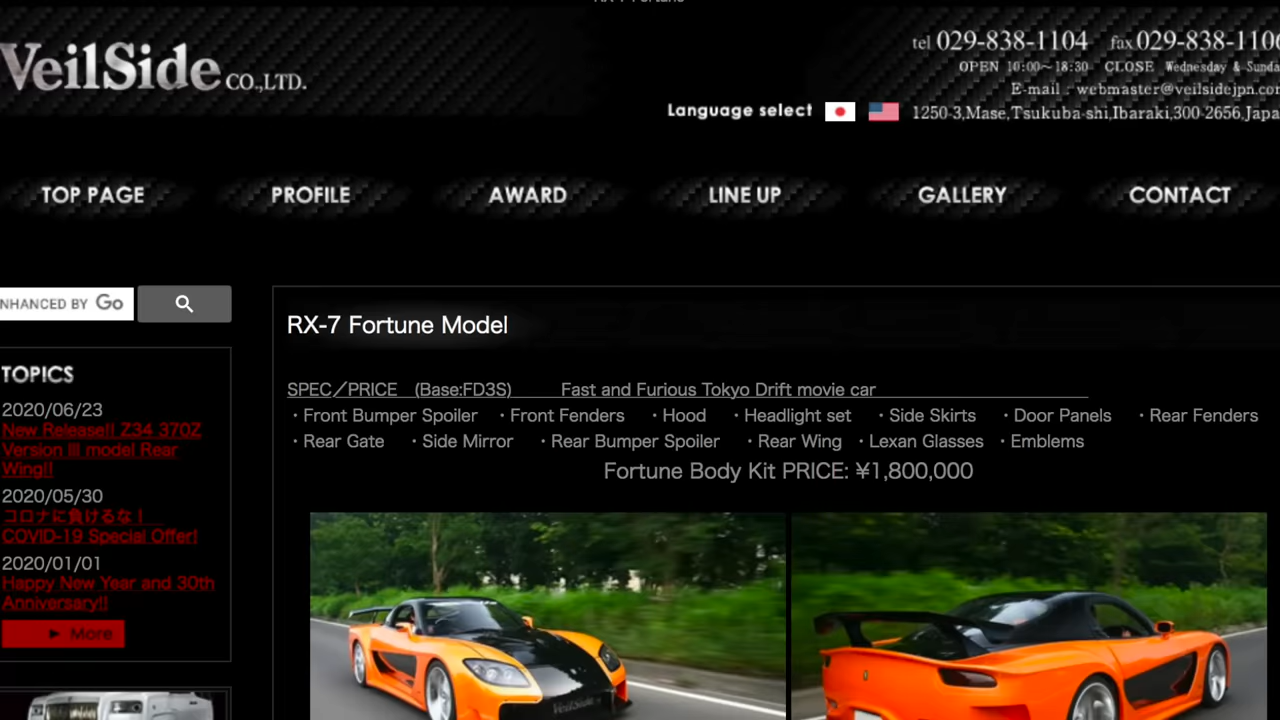 VeilSide CO.,LTD.
tel 029-838-1104 fax 029-838-1106
OPEN 10:00～18:30 CLOSE Wednesday & Sunda
E-mail : webmaster@veilsidejpn.com
Language select
1250-3,Mase,Tsukuba-shi,Ibaraki,300-2656,Japa
TOP PAGE PROFILE AWARD LINE UP GALLERY CONTACT
NHANCED BY Go
RX-7 Fortune Model
TOPICS
2020/06/23
New Release!! Z34 370Z
Version III model Rear
Wing!!
2020/05/30
コロナに負けるな！
COVID-19 Special Offer!
2020/01/01
Happy New Year and 30th
Anniversary!!
► More
SPEC／PRICE (Base:FD3S) Fast and Furious Tokyo Drift movie car
・Front Bumper Spoiler ・Front Fenders ・Hood ・Headlight set ・Side Skirts ・Door Panels ・Rear Fenders
・Rear Gate ・Side Mirror ・Rear Bumper Spoiler ・Rear Wing ・Lexan Glasses ・Emblems
Fortune Body Kit PRICE: ¥1,800,000
VeilSide